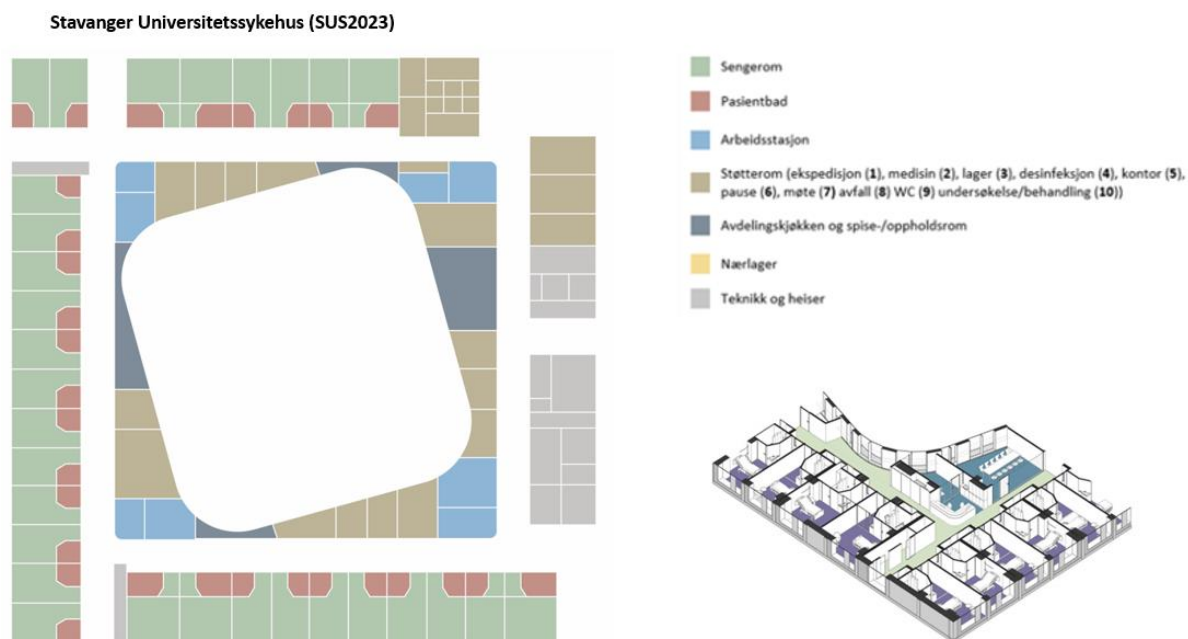 Stavanger Universitetssykehus (SUS2023)
Sengerom
Pasientbad
Arbeidsstasjon
Støtterom (ekspedisjon (1), medisin (2), lager (3), desinfeksjon (4), kontor (5),
pause (6), møte (7) avfall (8) WC (9) undersøkelse/behandling (10))
Avdelingskjøkken og spise-/oppholdsrom
Nærlager
Teknikk og heiser